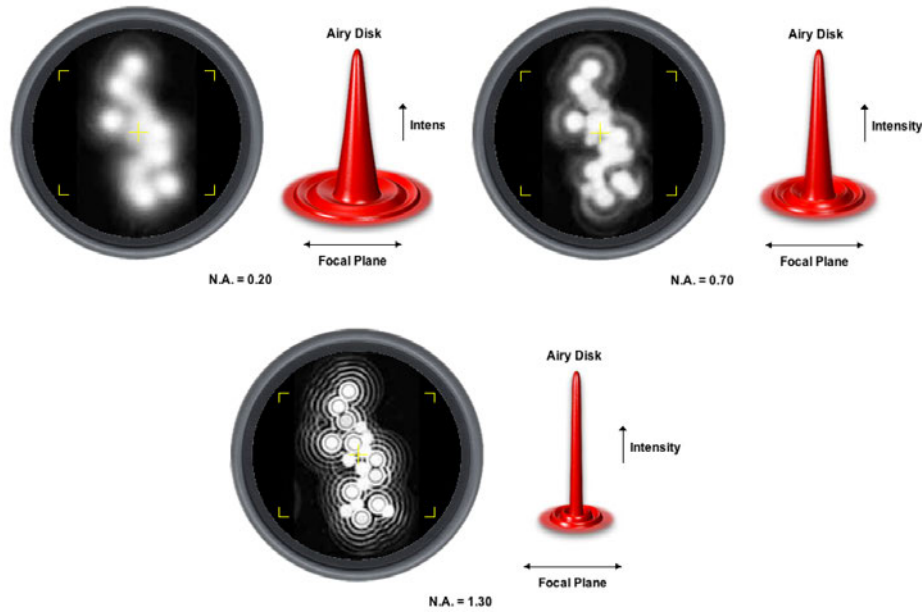 Airy Disk
Intens
Focal Plane
N.A. = 0.20
Airy Disk
Intensity
Focal Plane
N.A. = 0.70
Airy Disk
Intensity
Focal Plane
N.A. = 1.30